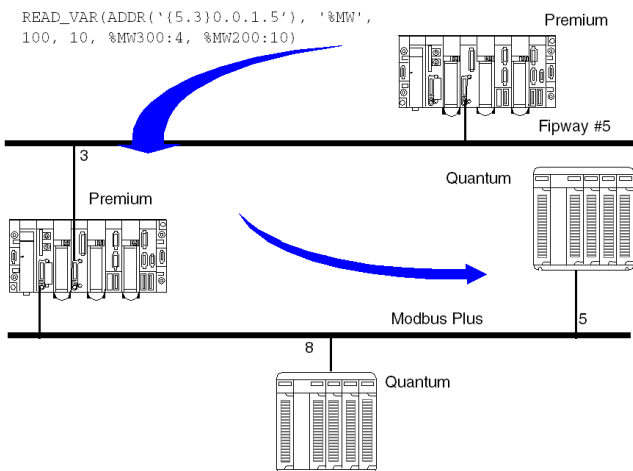 READ_VAR(ADDR(‘{5.3}0.0.1.5’), '%MW',
100, 10, %MW300:4, %MW200:10)
Premium
Fipway #5
3
Quantum
Premium
Modbus Plus
5
8
Quantum